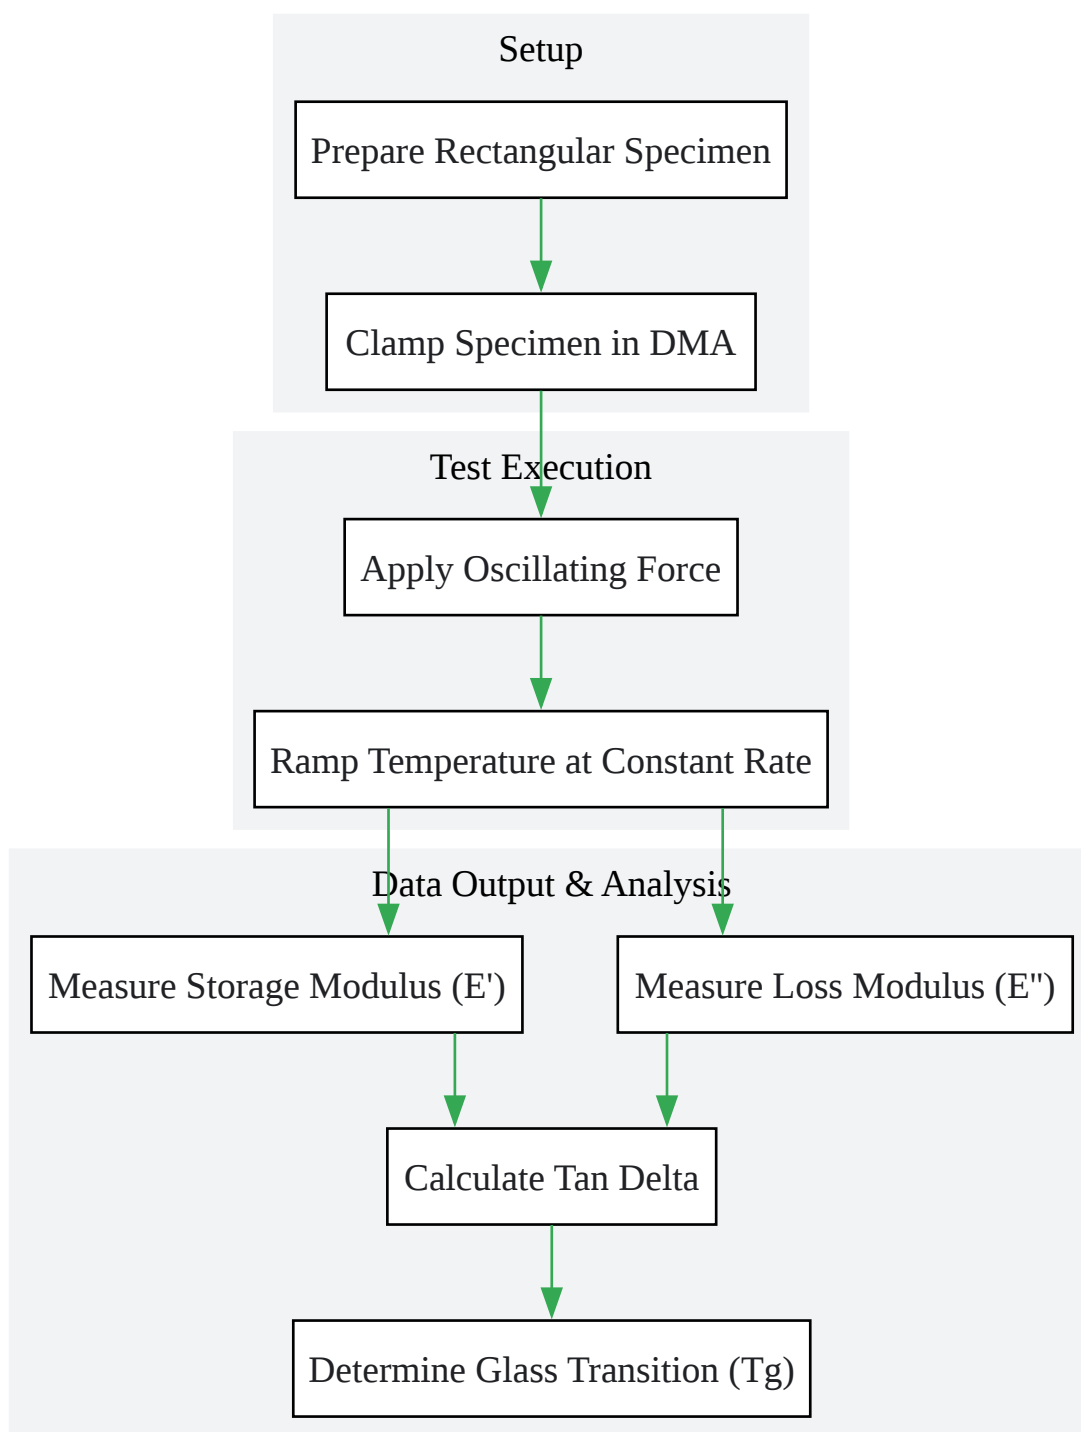 Setup
Prepare Rectangular Specimen
Clamp Specimen in DMA
Test Execution
Apply Oscillating Force
Ramp Temperature at Constant Rate
Data Output & Analysis
Measure Storage Modulus (E')
Measure Loss Modulus (E'')
Calculate Tan Delta
Determine Glass Transition (Tg)